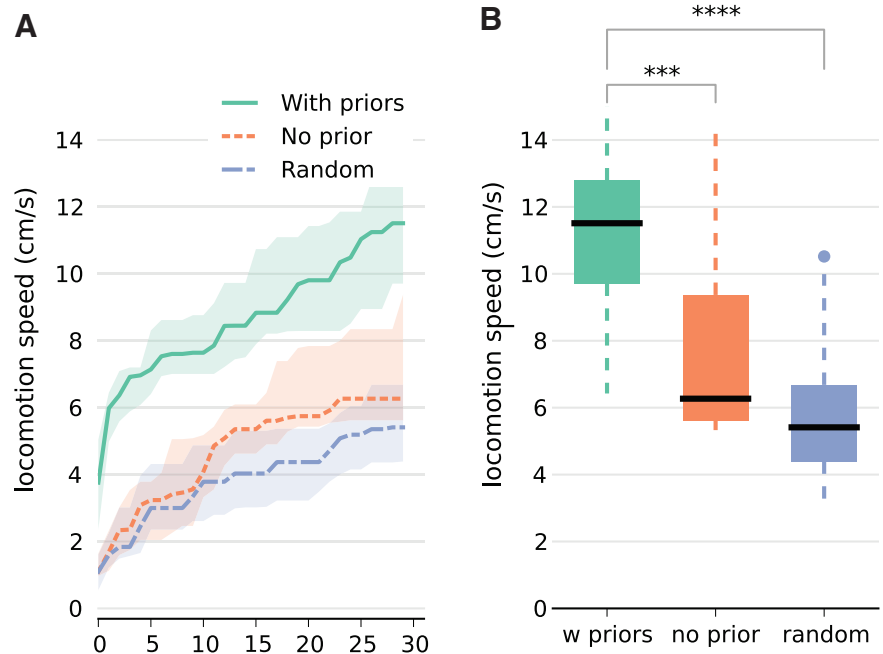 A
With priors
No prior
Random
locomotion speed (cm/s)
14
12
10
8
6
4
2
0
0 5 10 15 20 25 30
B
****
***
locomotion speed (cm/s)
14
12
10
8
6
4
2
0
w priors no prior random